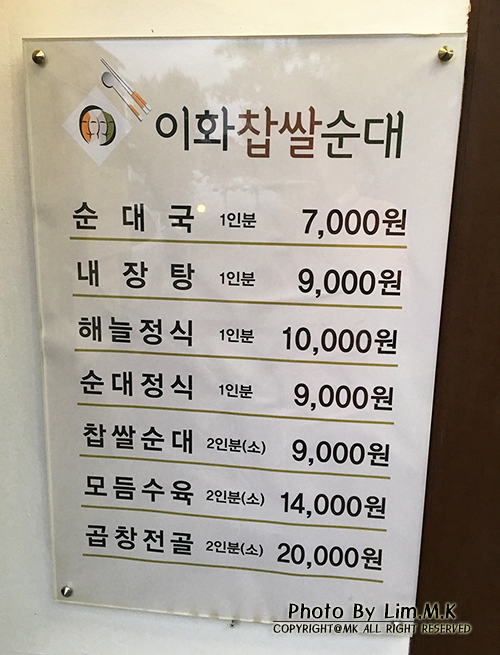 이화찹쌀순대
순대국 1인분 7,000원
내장탕 1인분 9,000원
해늘정식 1인분 10,000원
순대정식 1인분 9,000원
찹쌀순대 2인분(소) 9,000원
모듬수육 2인분(소) 14,000원
곱창전골 2인분(소) 20,000원
Photo By Lim.M.K
COPYRIGHT@MK ALL RIGHT RESERVED